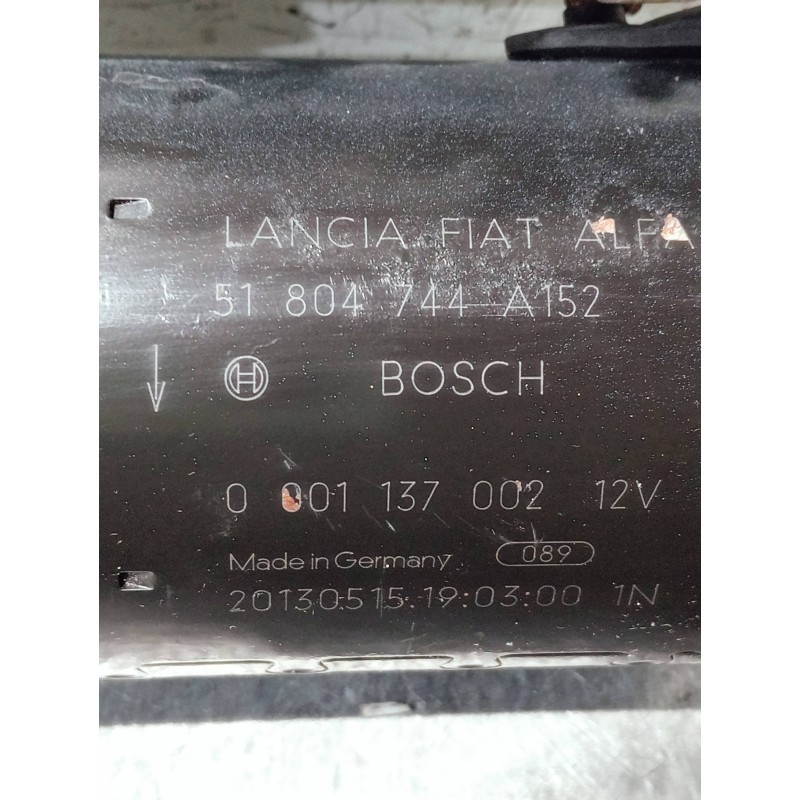 LANCIA FIAT ALFA
51 804 744 A152
BOSCH
0 001 137 002 12V
Made in Germany 089
20130515.19:03:00 1N